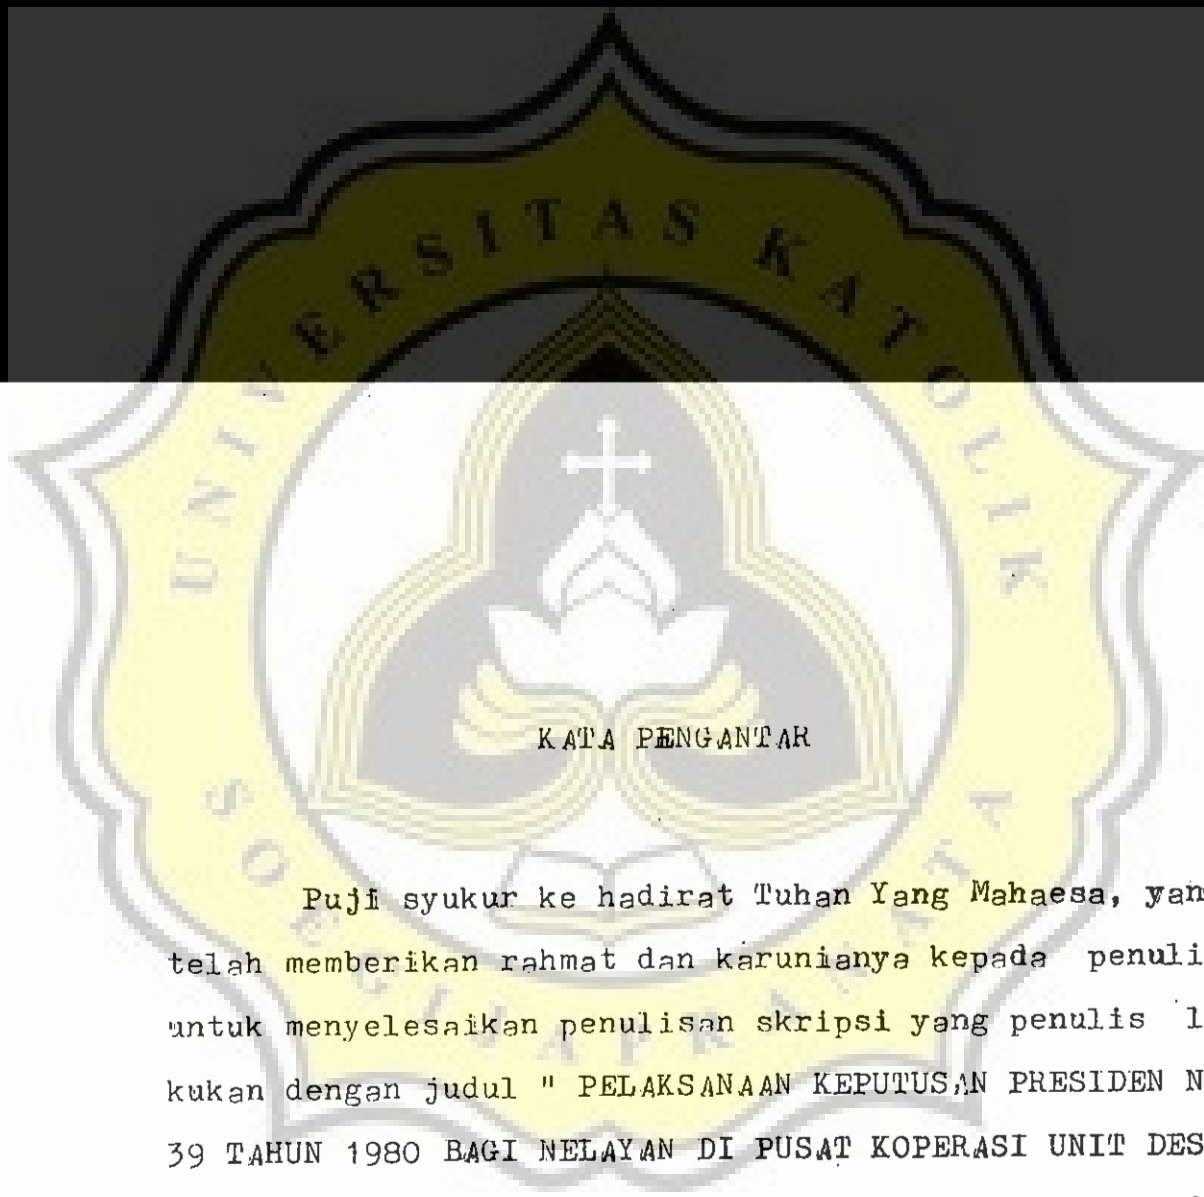 UNIVERSITAS KATOLIK
SOEGIJAPRANATA
KATA PENGANTAR
Puji syukur ke hadirat Tuhan Yang Mahaesa, yan
telah memberikan rahmat dan karunianya kepada penuli
untuk menyelesaikan penulisan skripsi yang penulis l
kukan dengan judul " PELAKSANAAN KEPUTUSAN PRESIDEN N
39 TAHUN 1980 BAGI NELAYAN DI PUSAT KOPERASI UNIT DES